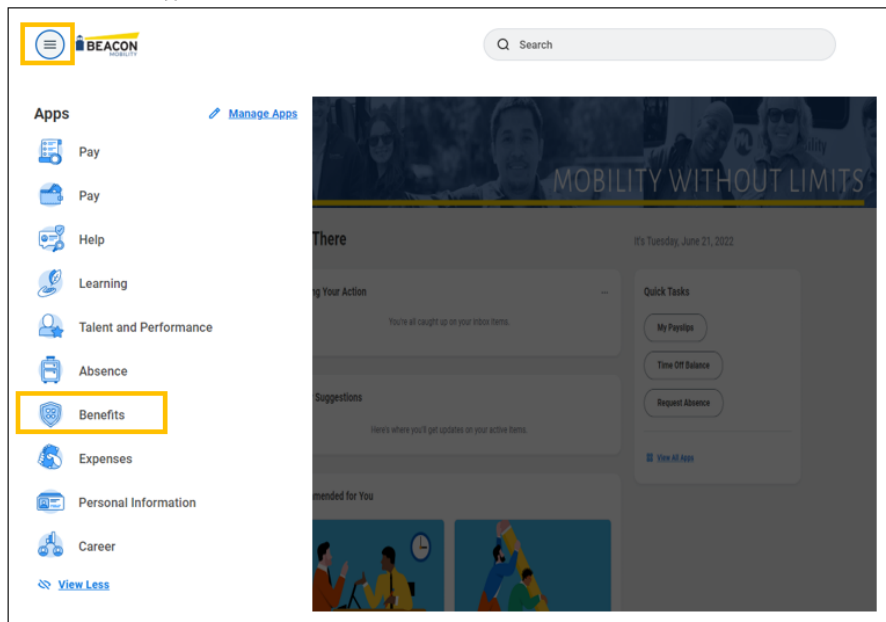 BEACON
MOBILITY
Search
Apps
Manage Apps
Pay
Pay
Help
Learning
Talent and Performance
Absence
Benefits
Expenses
Personal Information
Career
View Less
MOBILITY WITHOUT LIMITS
There
It's Tuesday, June 21, 2022
ng Your Action
You're all caught up on your inbox items.
Suggestions
Here's where you'll get updates on your active items.
mended for You
Quick Tasks
My Payslips
Time Off Balance
Request Absence
View All Apps